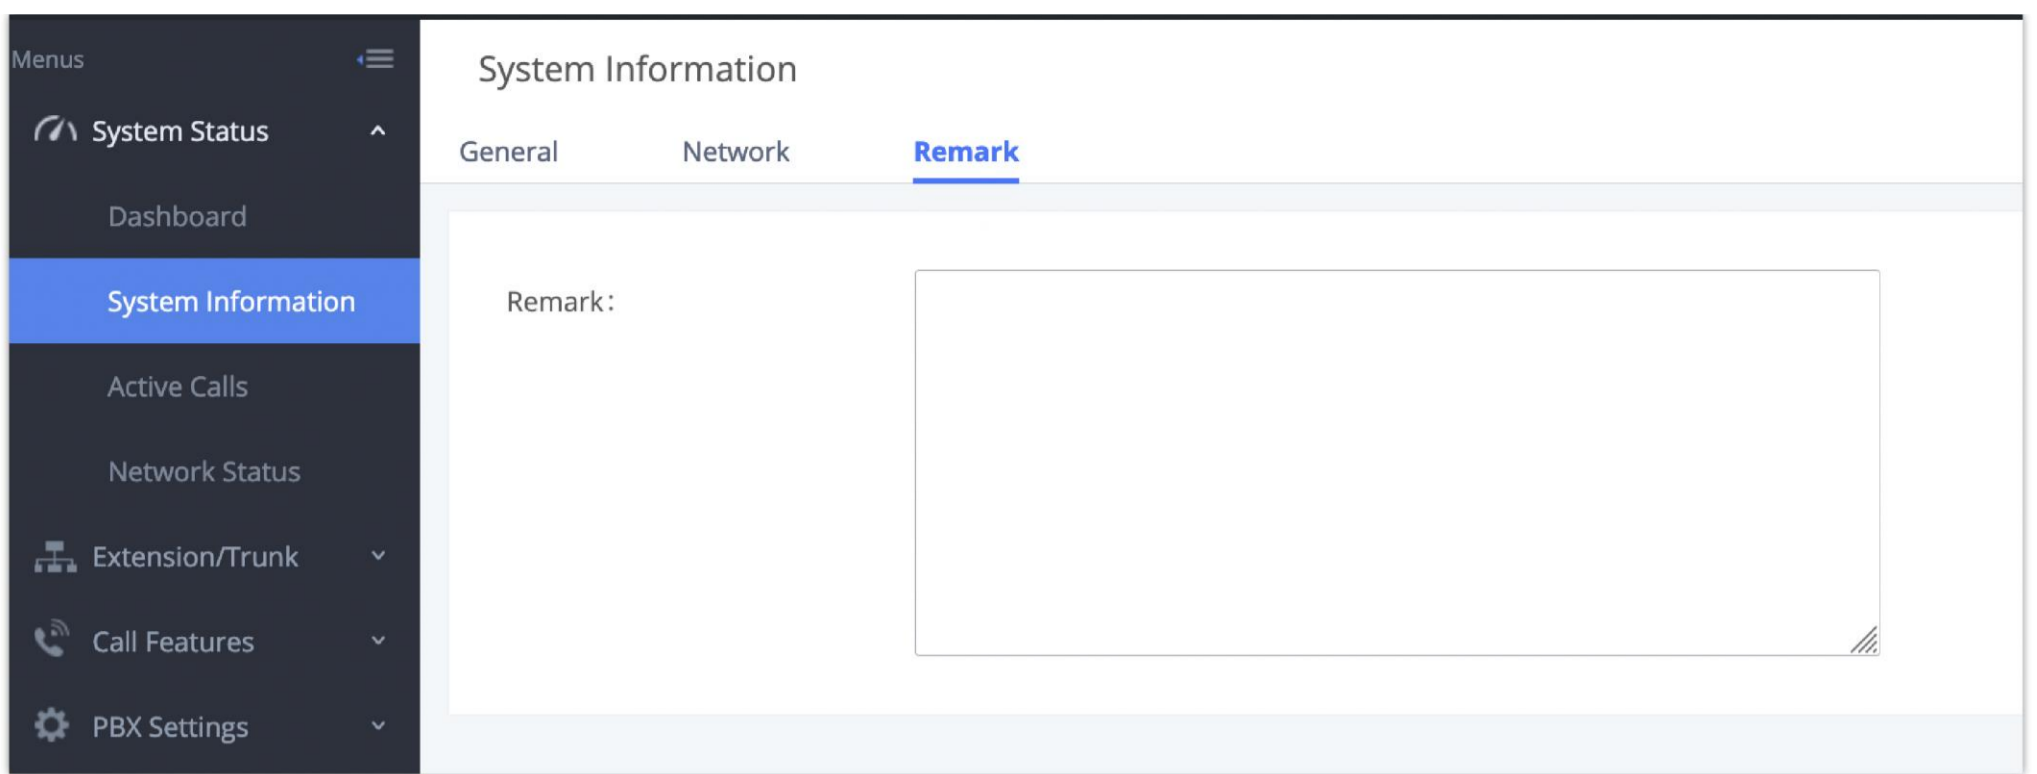 Menus
System Information
System Status
General Network Remark
Dashboard
System Information
Remark:
Active Calls
Network Status
Extension/Trunk
Call Features
PBX Settings